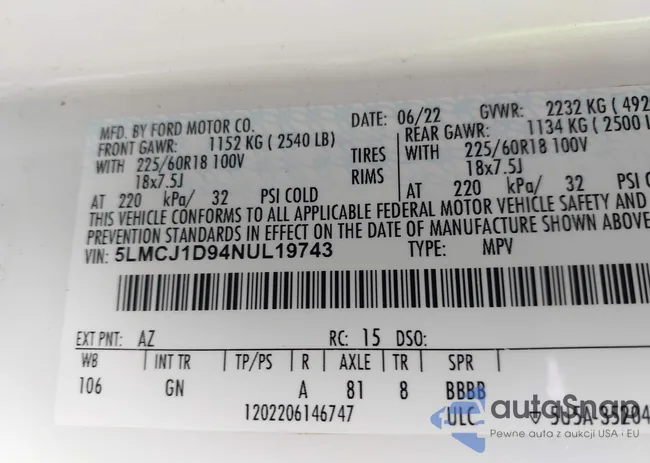 MFD. BY FORD MOTOR CO. DATE: 06/22 GVWR: 2232 KG (492
FRONT GAWR: 1152 KG (2540 LB) REAR GAWR: 1134 KG (2500 L
WITH 225/60R18 100V TIRES WITH 225/60R18 100V
18x7.5J RIMS 18x7.5J
AT 220 kPa/ 32 PSI COLD AT 220 kPa/ 32 PSI C
THIS VEHICLE CONFORMS TO ALL APPLICABLE FEDERAL MOTOR VEHICLE SAFETY AND
PREVENTION STANDARDS IN EFFECT ON THE DATE OF MANUFACTURE SHOWN ABOVE
VIN: 5LMCJ1D94NUL19743 TYPE: MPV
EXT PNT: AZ RC: 15 DSO:
WB INT TR TP/PS R AXLE TR SPR
106 GN A 81 8 BBBB
1202206146747 ULC
autoSnap
Pewne auta z aukcji USA i EU